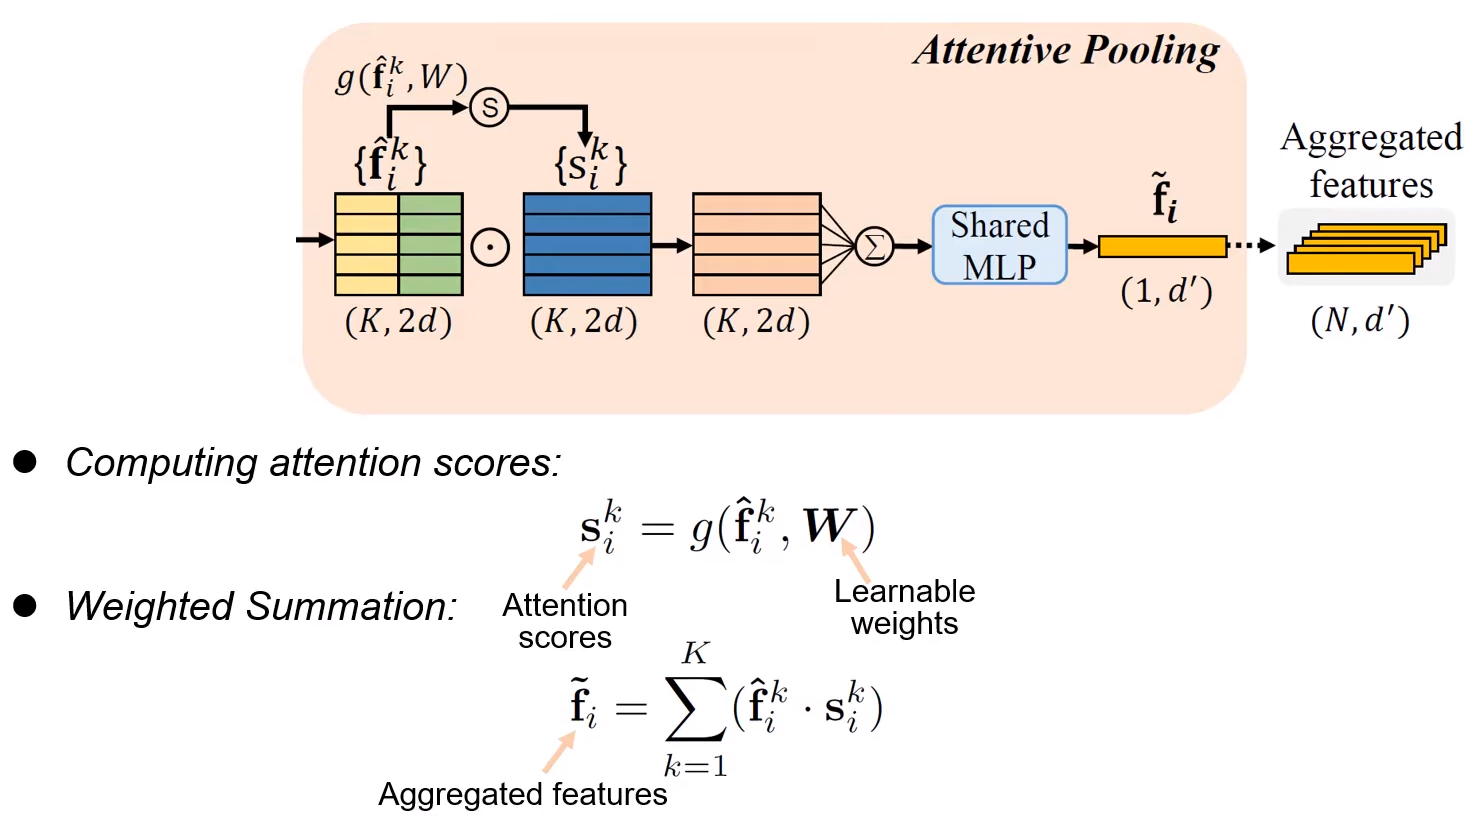 Attentive Pooling
g(f̂ᵢᵏ, W)
S
{f̂ᵢᵏ}
{sᵢᵏ}
(K, 2d)
⊙
(K, 2d)
(K, 2d)
Σ
Shared
MLP
f̃ᵢ
(1, d′)
Aggregated
features
(N, d′)
● Computing attention scores:
sᵢᵏ = g(f̂ᵢᵏ, W)
Attention
scores
Learnable
weights
● Weighted Summation:
f̃ᵢ = ∑ₖ₌₁ᴷ (f̂ᵢᵏ · sᵢᵏ)
Aggregated features